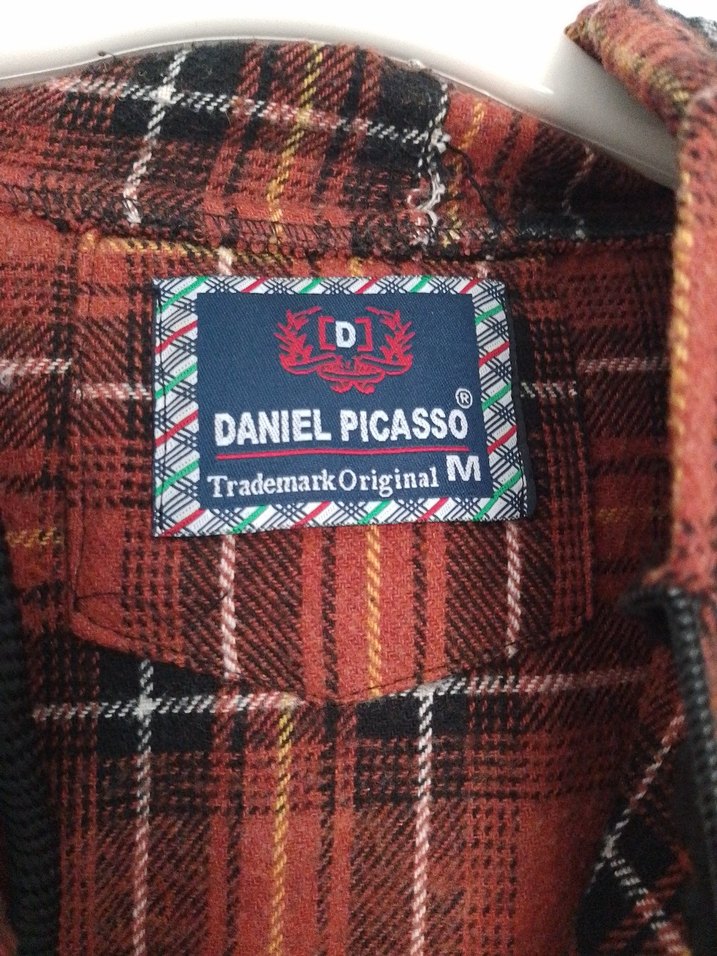 [D]
DANIEL PICASSO®
Trademark Original M